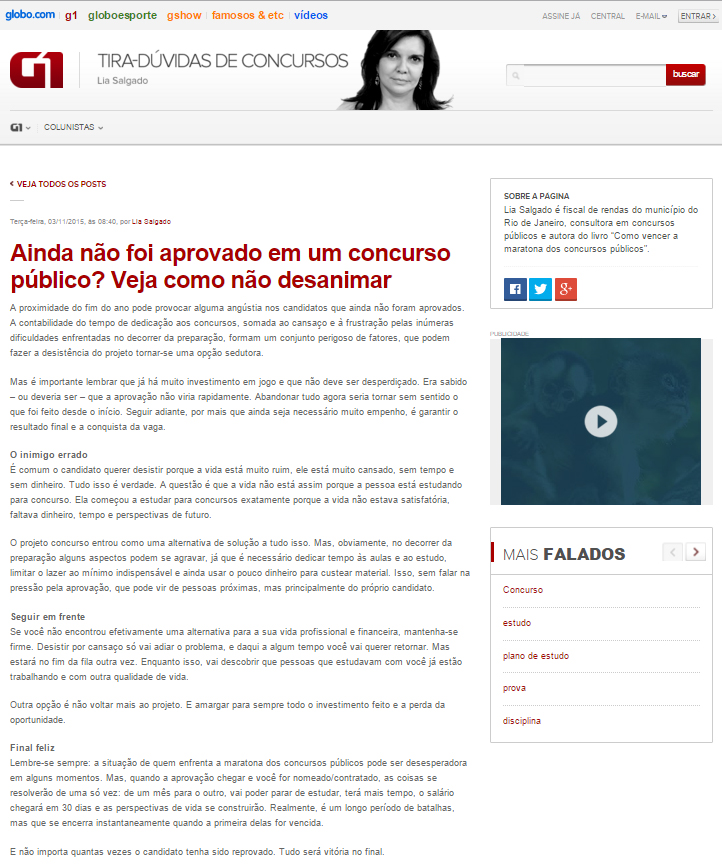 globo.com g1 globoesporte gshow famosos & etc vídeos ASSINE JÁ CENTRAL E-MAIL ENTRAR ›
G1 TIRA-DÚVIDAS DE CONCURSOS
Lia Salgado
buscar
G1 COLUNISTAS
VEJA TODOS OS POSTS
Terça-feira, 03/11/2015, às 08:40, por Lia Salgado
Ainda não foi aprovado em um concurso
público? Veja como não desanimar
A proximidade do fim do ano pode provocar alguma angústia nos candidatos que ainda não foram aprovados.
A contabilidade do tempo de dedicação aos concursos, somada ao cansaço e à frustração pelas inúmeras
dificuldades enfrentadas no decorrer da preparação, formam um conjunto perigoso de fatores, que podem
fazer a desistência do projeto tornar-se uma opção sedutora.
Mas é importante lembrar que já há muito investimento em jogo e que não deve ser desperdiçado. Era sabido
– ou deveria ser – que a aprovação não viria rapidamente. Abandonar tudo agora seria tornar sem sentido o
que foi feito desde o início. Seguir adiante, por mais que ainda seja necessário muito empenho, é garantir o
resultado final e a conquista da vaga.
O inimigo errado
É comum o candidato querer desistir porque a vida está muito ruim, ele está muito cansado, sem tempo e
sem dinheiro. Tudo isso é verdade. A questão é que a vida não está assim porque a pessoa está estudando
para concurso. Ela começou a estudar para concursos exatamente porque a vida não estava satisfatória,
faltava dinheiro, tempo e perspectivas de futuro.
O projeto concurso entrou como uma alternativa de solução a tudo isso. Mas, obviamente, no decorrer da
preparação alguns aspectos podem se agravar, já que é necessário dedicar tempo às aulas e ao estudo,
limitar o lazer ao mínimo indispensável e ainda usar o pouco dinheiro para custear material. Isso, sem falar na
pressão pela aprovação, que pode vir de pessoas próximas, mas principalmente do próprio candidato.
Seguir em frente
Se você não encontrou efetivamente uma alternativa para a sua vida profissional e financeira, mantenha-se
firme. Desistir por cansaço só vai adiar o problema, e daqui a algum tempo você vai querer retornar. Mas
estará no fim da fila outra vez. Enquanto isso, vai descobrir que pessoas que estudavam com você já estão
trabalhando e com outra qualidade de vida.
Outra opção é não voltar mais ao projeto. E amargar para sempre todo o investimento feito e a perda da
oportunidade.
Final feliz
Lembre-se sempre: a situação de quem enfrenta a maratona dos concursos públicos pode ser desesperadora
em alguns momentos. Mas, quando a aprovação chegar e você for nomeado/contratado, as coisas se
resolverão de uma só vez: de um mês para o outro, vai poder parar de estudar, terá mais tempo, o salário
chegará em 30 dias e as perspectivas de vida se construirão. Realmente, é um longo período de batalhas,
mas que se encerra instantaneamente quando a primeira delas for vencida.
E não importa quantas vezes o candidato tenha sido reprovado. Tudo será vitória no final.
SOBRE A PÁGINA
Lia Salgado é fiscal de rendas do município do
Rio de Janeiro, consultora em concursos
públicos e autora do livro "Como vencer a
maratona dos concursos públicos".
PUBLICIDADE
MAIS FALADOS
Concurso
estudo
plano de estudo
prova
disciplina